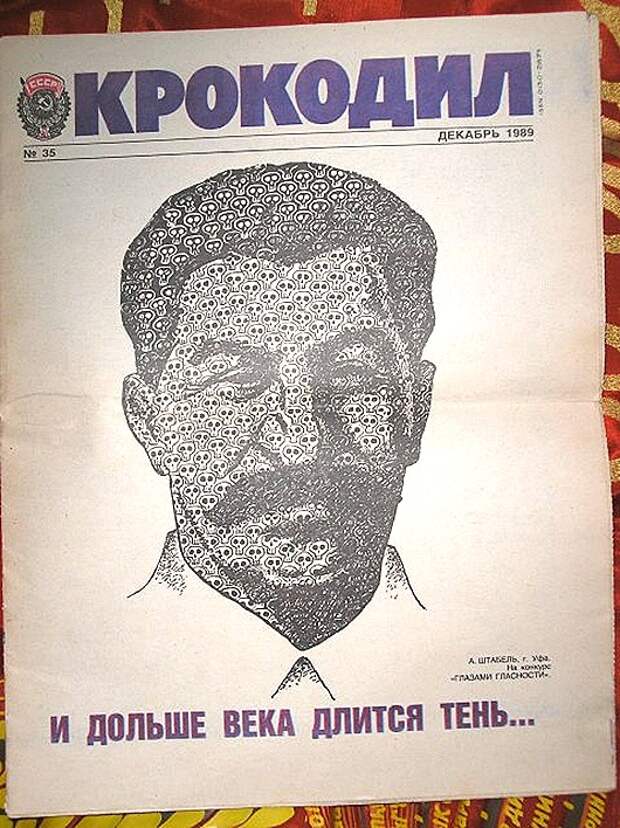 СССР
КРОКОДИЛ
№ 35
ДЕКАБРЬ 1989
А. ШТАБЕЛЬ, г. Уфа.
На конкурс
«ГЛАЗАМИ ГЛАСНОСТИ».
И ДОЛЬШЕ ВЕКА ДЛИТСЯ ТЕНЬ...